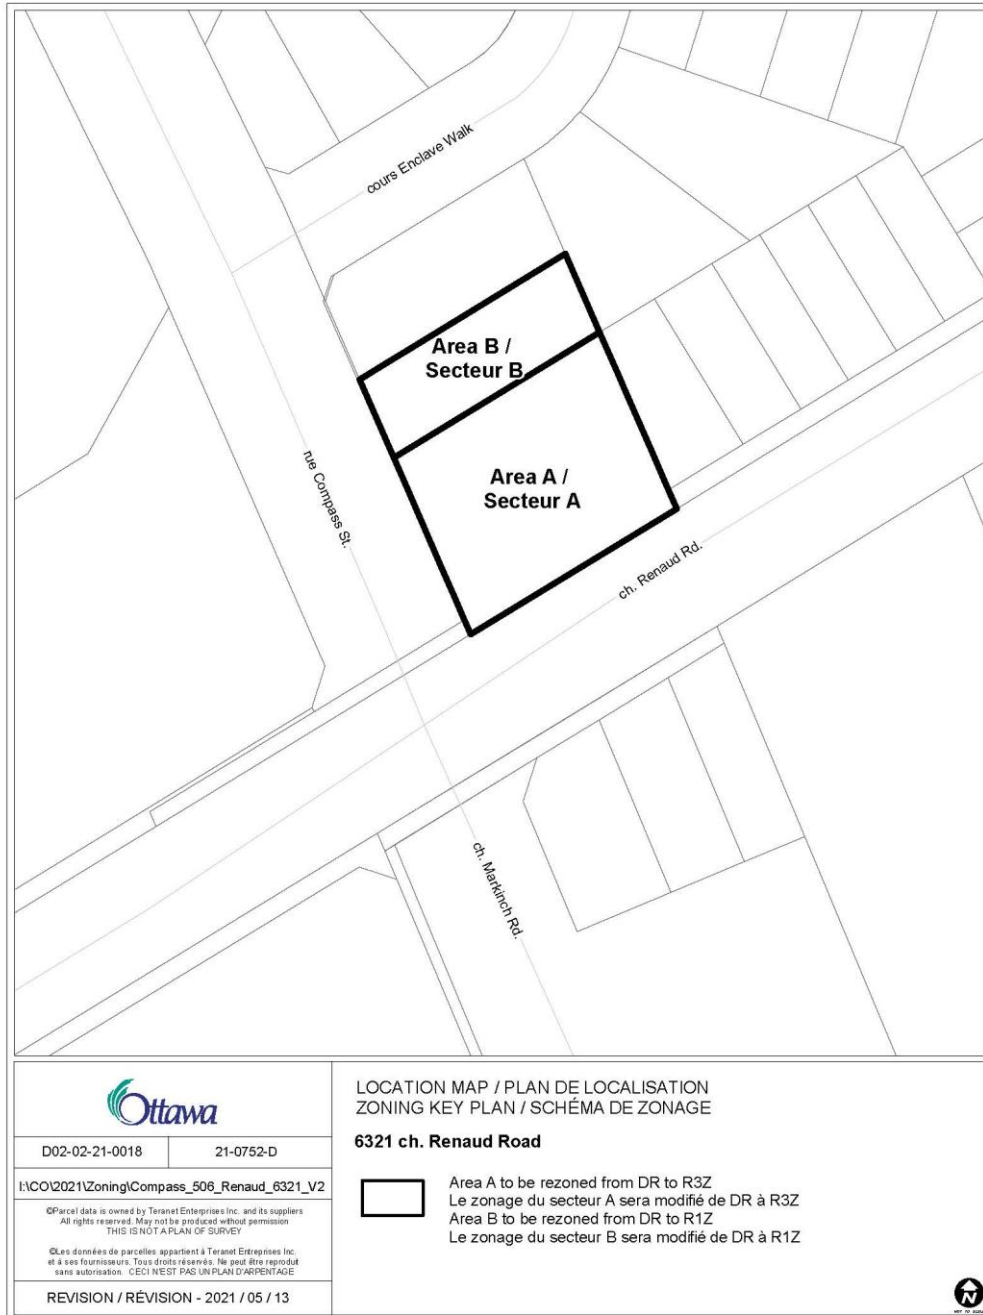 cours Enclave Walk
Area B /
Secteur B
rue Compass St.
Area A /
Secteur A
ch. Renaud Rd.
ch. Markinch Rd.
Ottawa
D02-02-21-0018
21-0752-D
I:\CO\2021\Zoning\Compass_506_Renaud_6321_V2
©Parcel data is owned by Teranet Enterprises Inc. and its suppliers
All rights reserved. May not be produced without permission
THIS IS NOT A PLAN OF SURVEY
©Les données de parcelles appartient à Teranet Entreprises Inc.
et à ses fournisseurs. Tous droits réservés. Ne peut être reproduit
sans autorisation. CECI N'EST PAS UN PLAN D'ARPENTAGE
REVISION / RÉVISION - 2021 / 05 / 13
LOCATION MAP / PLAN DE LOCALISATION
ZONING KEY PLAN / SCHÉMA DE ZONAGE
6321 ch. Renaud Road
Area A to be rezoned from DR to R3Z
Le zonage du secteur A sera modifié de DR à R3Z
Area B to be rezoned from DR to R1Z
Le zonage du secteur B sera modifié de DR à R1Z
N
NOT TO SCALE